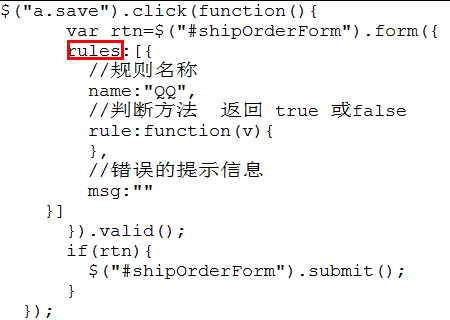 $("a.save").click(function(){
var rtn=$("#shipOrderForm").form({
rules:[{
//规则名称
name:"QQ",
//判断方法 返回 true 或false
rule:function(v){
},
//错误的提示信息
msg:""
}]
}).valid();
if(rtn){
$("#shipOrderForm").submit();
}
});